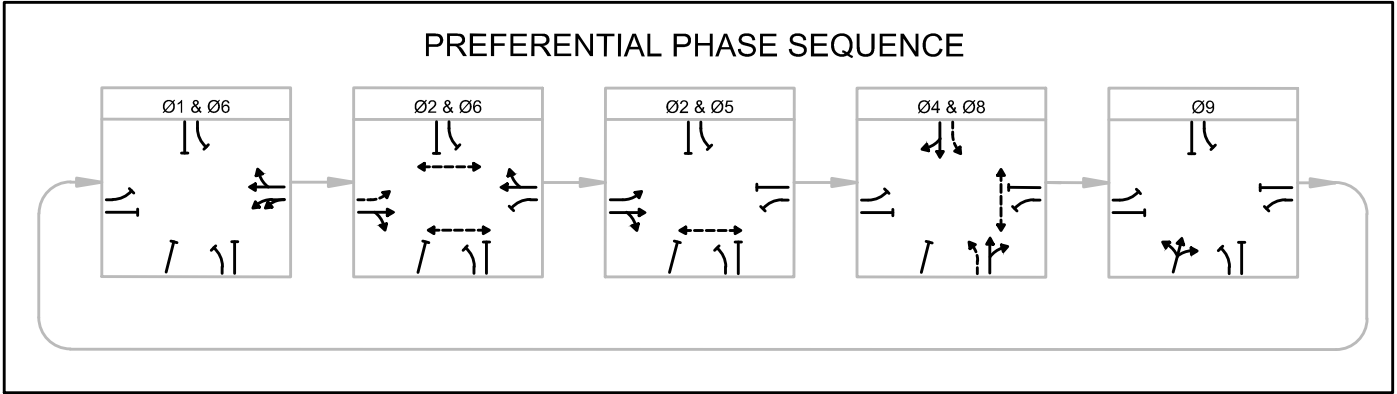 PREFERENTIAL PHASE SEQUENCE
Ø1 & Ø6
Ø2 & Ø6
Ø2 & Ø5
Ø4 & Ø8
Ø9